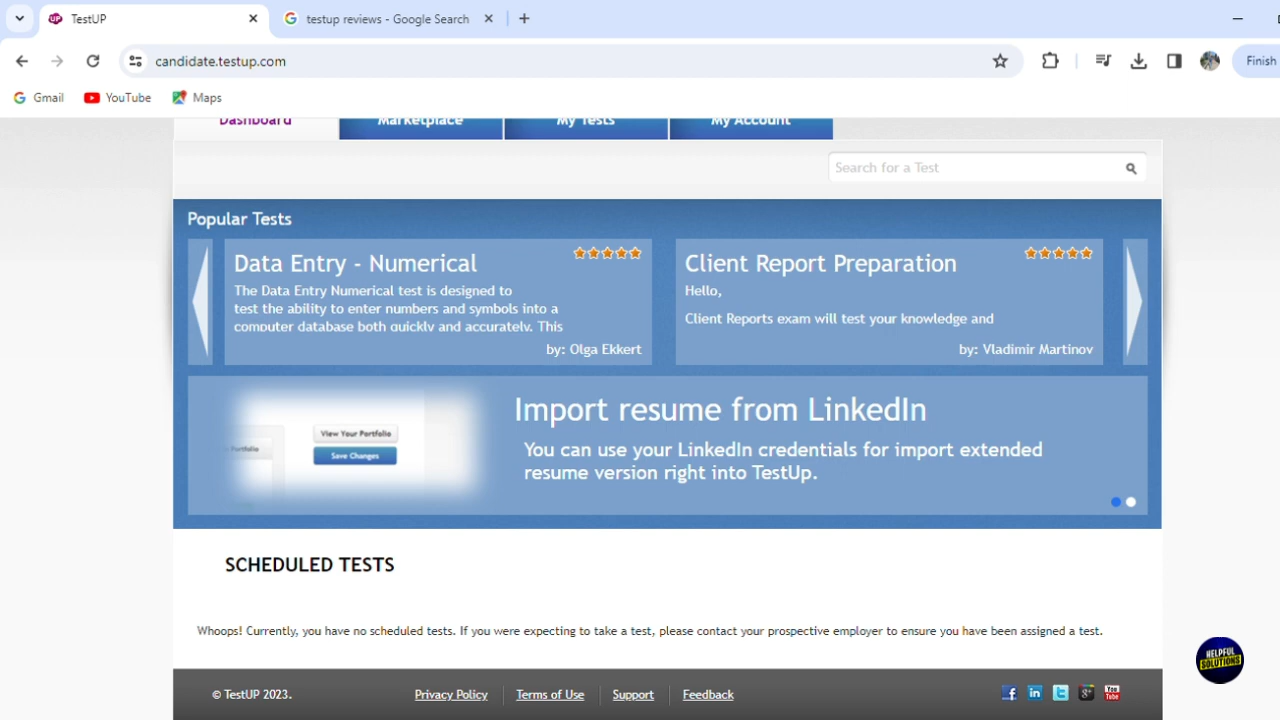 TestUP
testup reviews - Google Search
candidate.testup.com
Finish
Gmail
YouTube
Maps
Dashboard
Marketplace
My Tests
My Account
Search for a Test
Popular Tests
Data Entry - Numerical
The Data Entry Numerical test is designed to
test the ability to enter numbers and symbols into a
computer database both quickly and accurately. This
by: Olga Ekkert
Client Report Preparation
Hello,
Client Reports exam will test your knowledge and
by: Vladimir Martinov
View Your Portfolio
Portfolio
Save Changes
Import resume from LinkedIn
You can use your LinkedIn credentials for import extended
resume version right into TestUp.
SCHEDULED TESTS
Whoops! Currently, you have no scheduled tests. If you were expecting to take a test, please contact your prospective employer to ensure you have been assigned a test.
HELPFUL
SOLUTIONS
© TestUP 2023.
Privacy Policy
Terms of Use
Support
Feedback
You
Tube